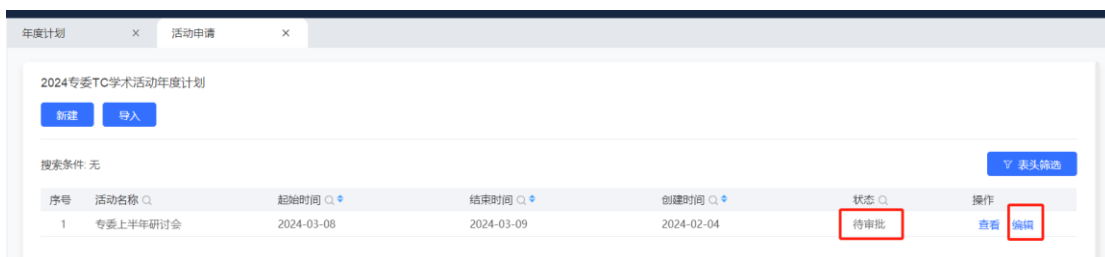 年度计划 × 活动申请 ×
2024专委TC学术活动年度计划
新建 导入
搜索条件: 无
表头筛选
序号 活动名称 起始时间 结束时间 创建时间 状态 操作
1 专委上半年研讨会 2024-03-08 2024-03-09 2024-02-04 待审批 查看 编辑